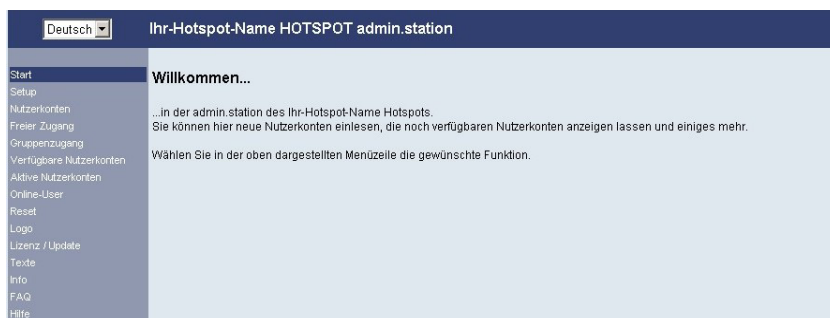 Deutsch
Ihr-Hotspot-Name HOTSPOT admin.station
Start
Setup
Nutzerkonten
Freier Zugang
Gruppenzugang
Verfügbare Nutzerkonten
Aktive Nutzerkonten
Online-User
Reset
Logo
Lizenz / Update
Texte
Info
FAQ
Hilfe
Willkommen...
...in der admin.station des Ihr-Hotspot-Name Hotspots.
Sie können hier neue Nutzerkonten einlesen, die noch verfügbaren Nutzerkonten anzeigen lassen und einiges mehr.
Wählen Sie in der oben dargestellten Menüzeile die gewünschte Funktion.